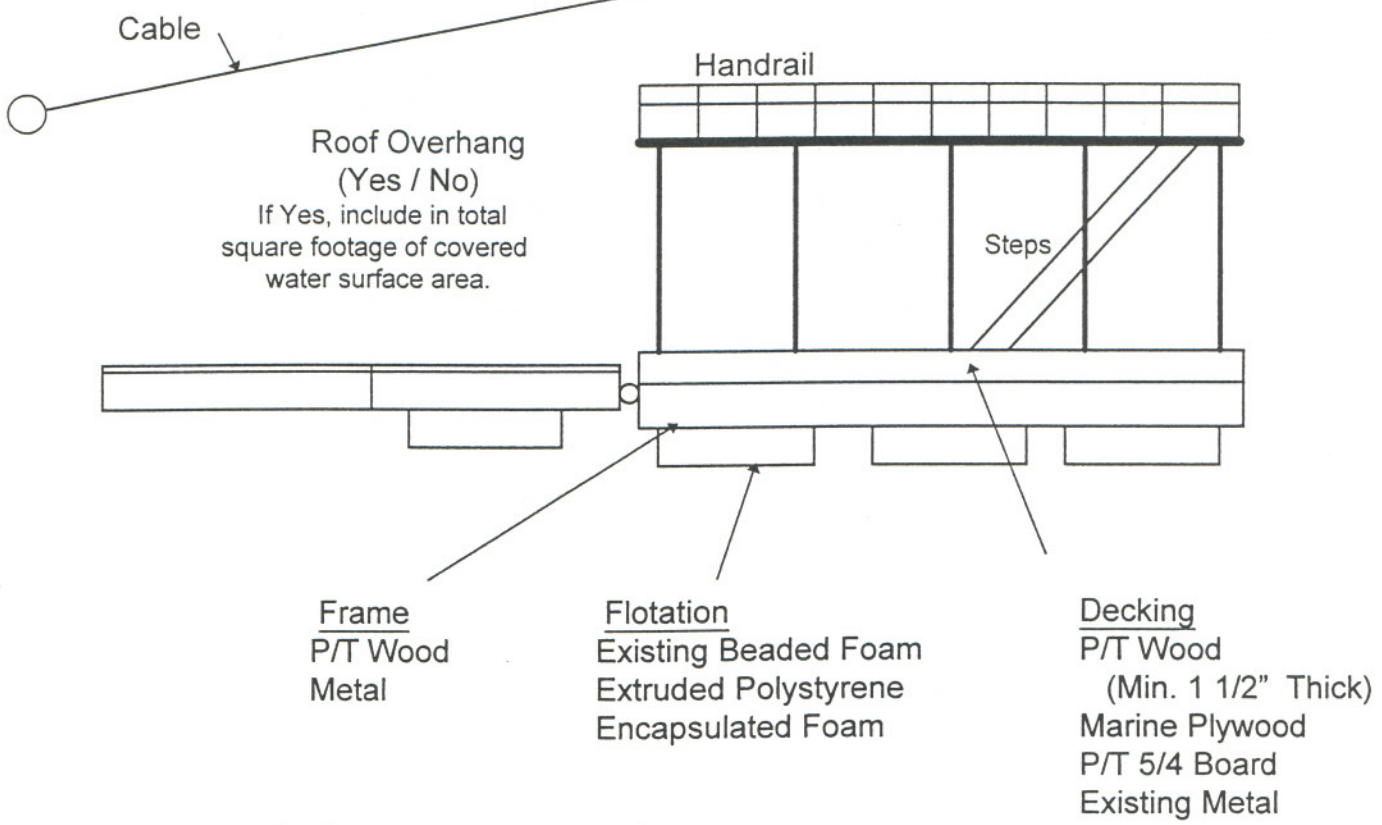 Cable
Handrail
Roof Overhang
(Yes / No)
If Yes, include in total
square footage of covered
water surface area.
Steps
Frame
P/T Wood
Metal
Flotation
Existing Beaded Foam
Extruded Polystyrene
Encapsulated Foam
Decking
P/T Wood
(Min. 1 1/2” Thick)
Marine Plywood
P/T 5/4 Board
Existing Metal